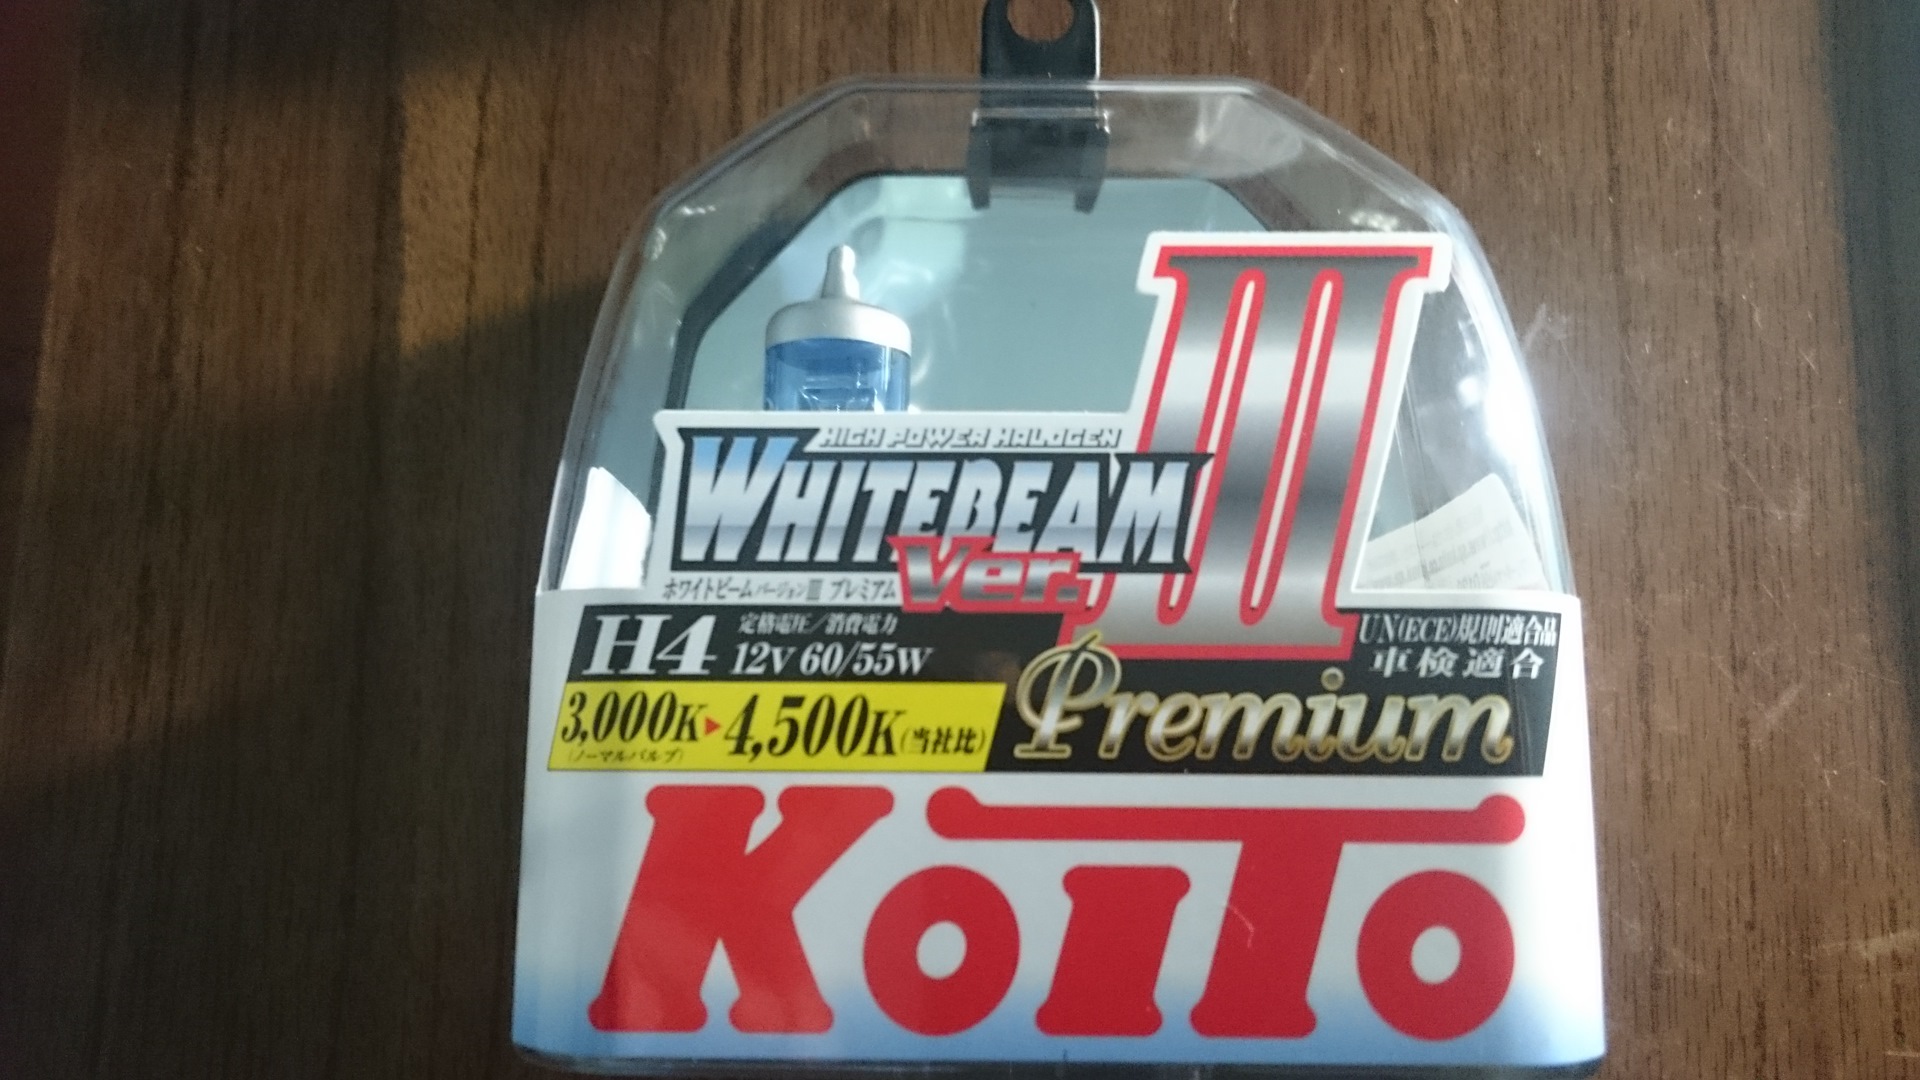 HIGH POWER HALOGEN
WHITEBEAM
Ver. III
ホワイトビーム バージョンIII プレミアム
H4
定格電圧/消費電力
12V 60/55W
UN(ECE)規則適合品
車検適合
3,000K▶4,500K(当社比)
(ノーマルバルブ)
Premium
KOITO